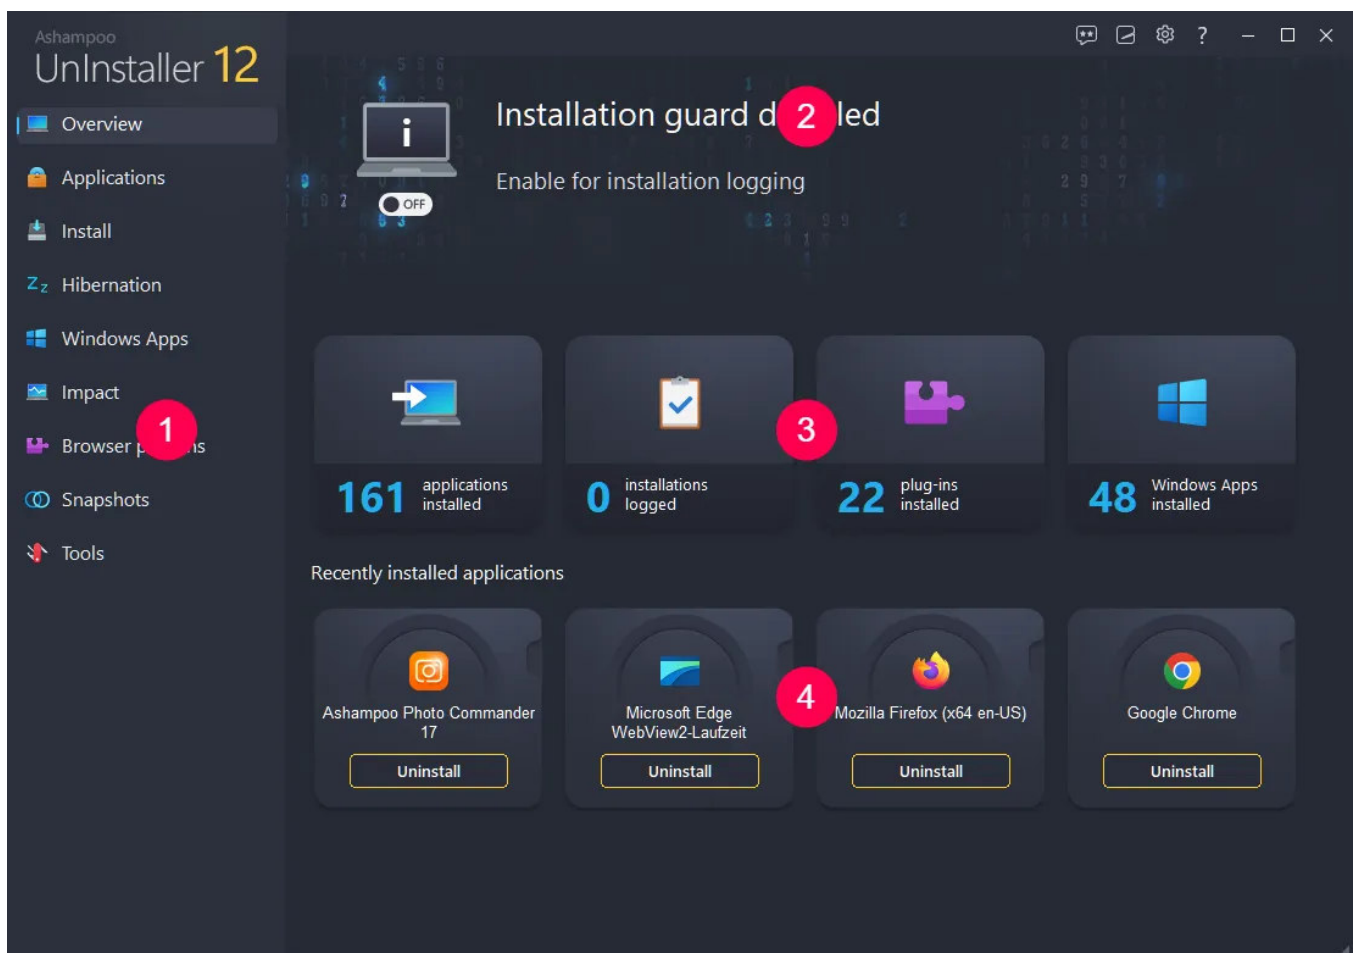 Ashampoo
UnInstaller 12
Overview
Applications
Install
Hibernation
Windows Apps
Impact
1
Browser
Snapshots
Tools
i
OFF
Installation guard
2
Enable for installation logging
161 applications
installed
0 installations
logged
3
22 plug-ins
installed
48 Windows Apps
installed
Recently installed applications
Ashampoo Photo Commander
17
Uninstall
Microsoft Edge
WebView2-Laufzeit
Uninstall
4
Mozilla Firefox (x64 en-US)
Uninstall
Google Chrome
Uninstall